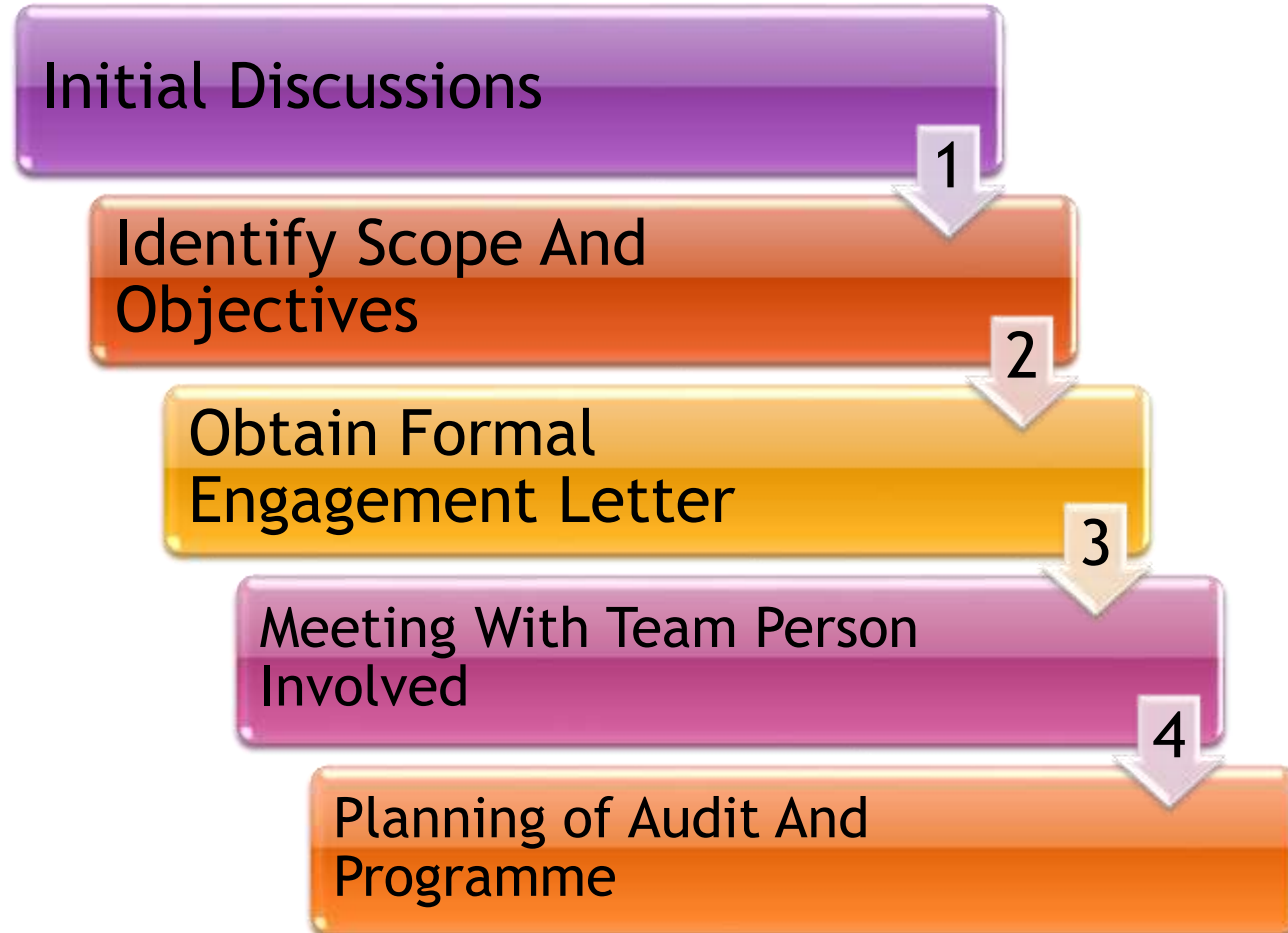 Initial Discussions
1
Identify Scope And
Objectives
2
Obtain Formal
Engagement Letter
3
Meeting With Team Person
Involved
4
Planning of Audit And
Programme